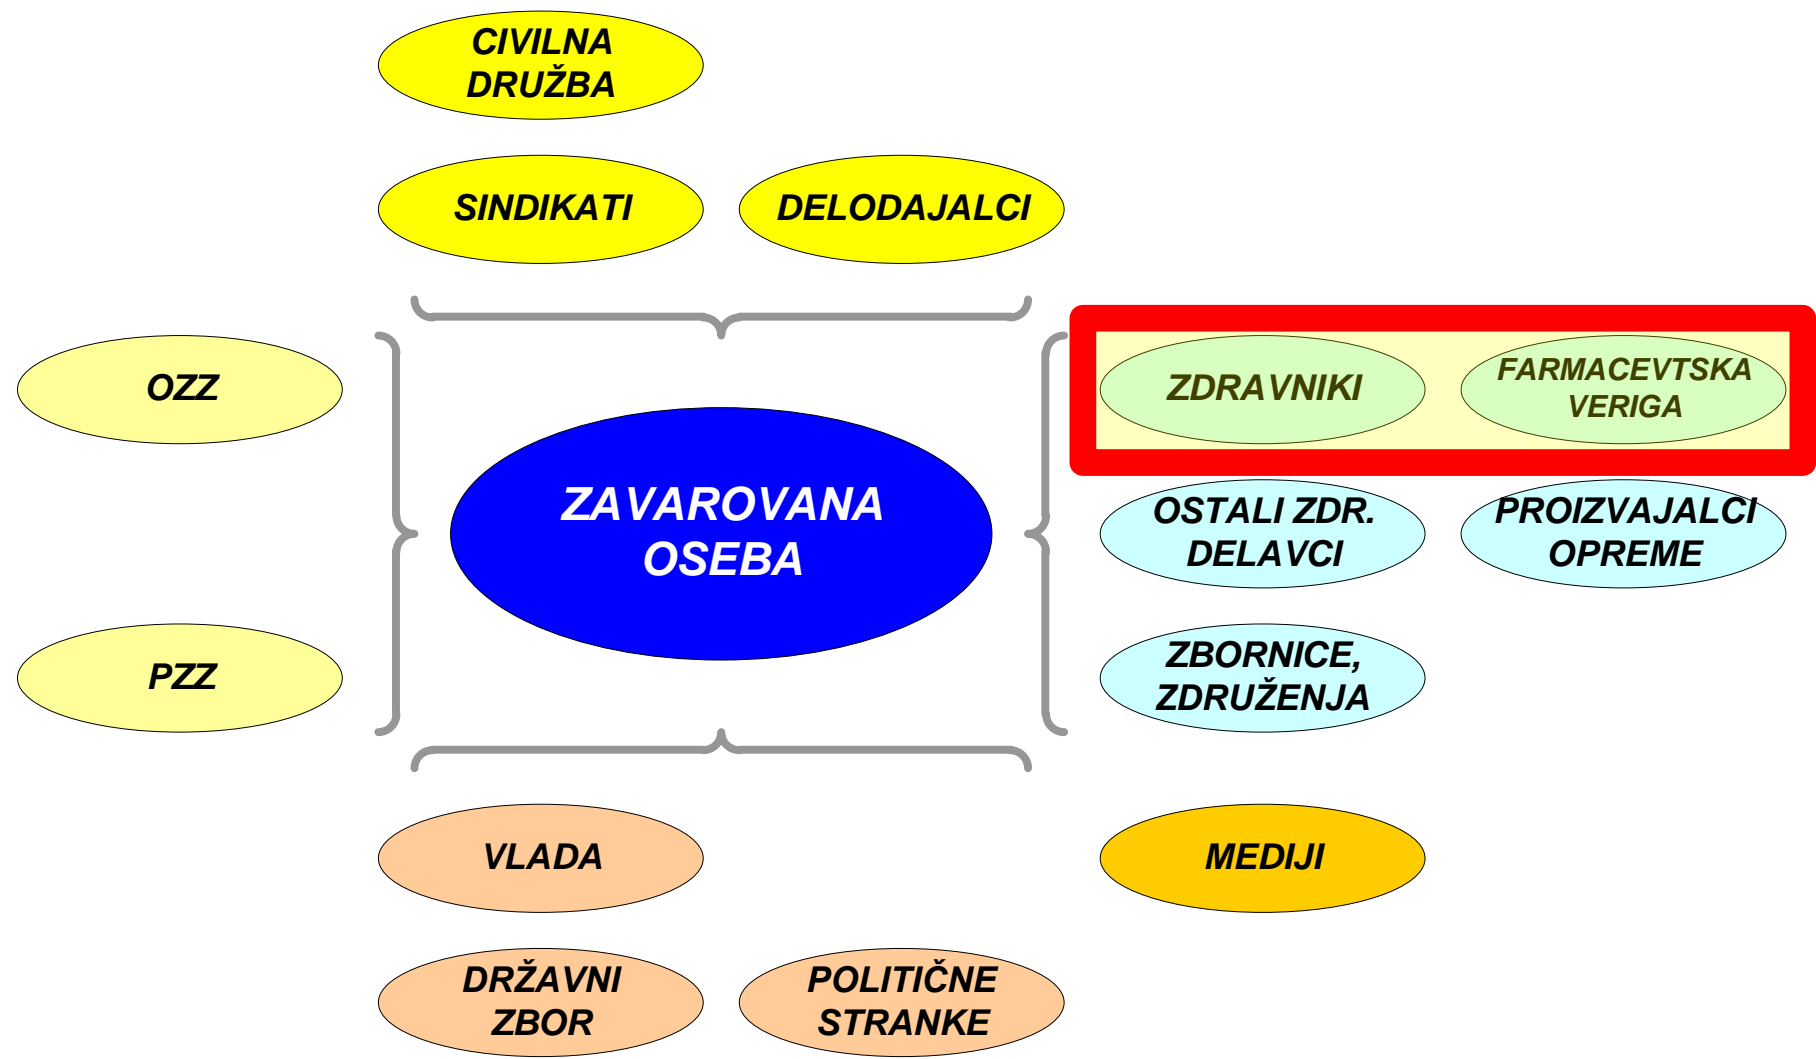 CIVILNA
DRUŽBA
SINDIKATI
DELODAJALCI
OZZ
PZZ
ZAVAROVANA
OSEBA
ZDRAVNIKI
FARMACEVTSKA
VERIGA
OSTALI ZDR.
DELAVCI
PROIZVAJALCI
OPREME
ZBORNICE,
ZDRUŽENJA
VLADA
MEDIJI
DRŽAVNI
ZBOR
POLITIČNE
STRANKE